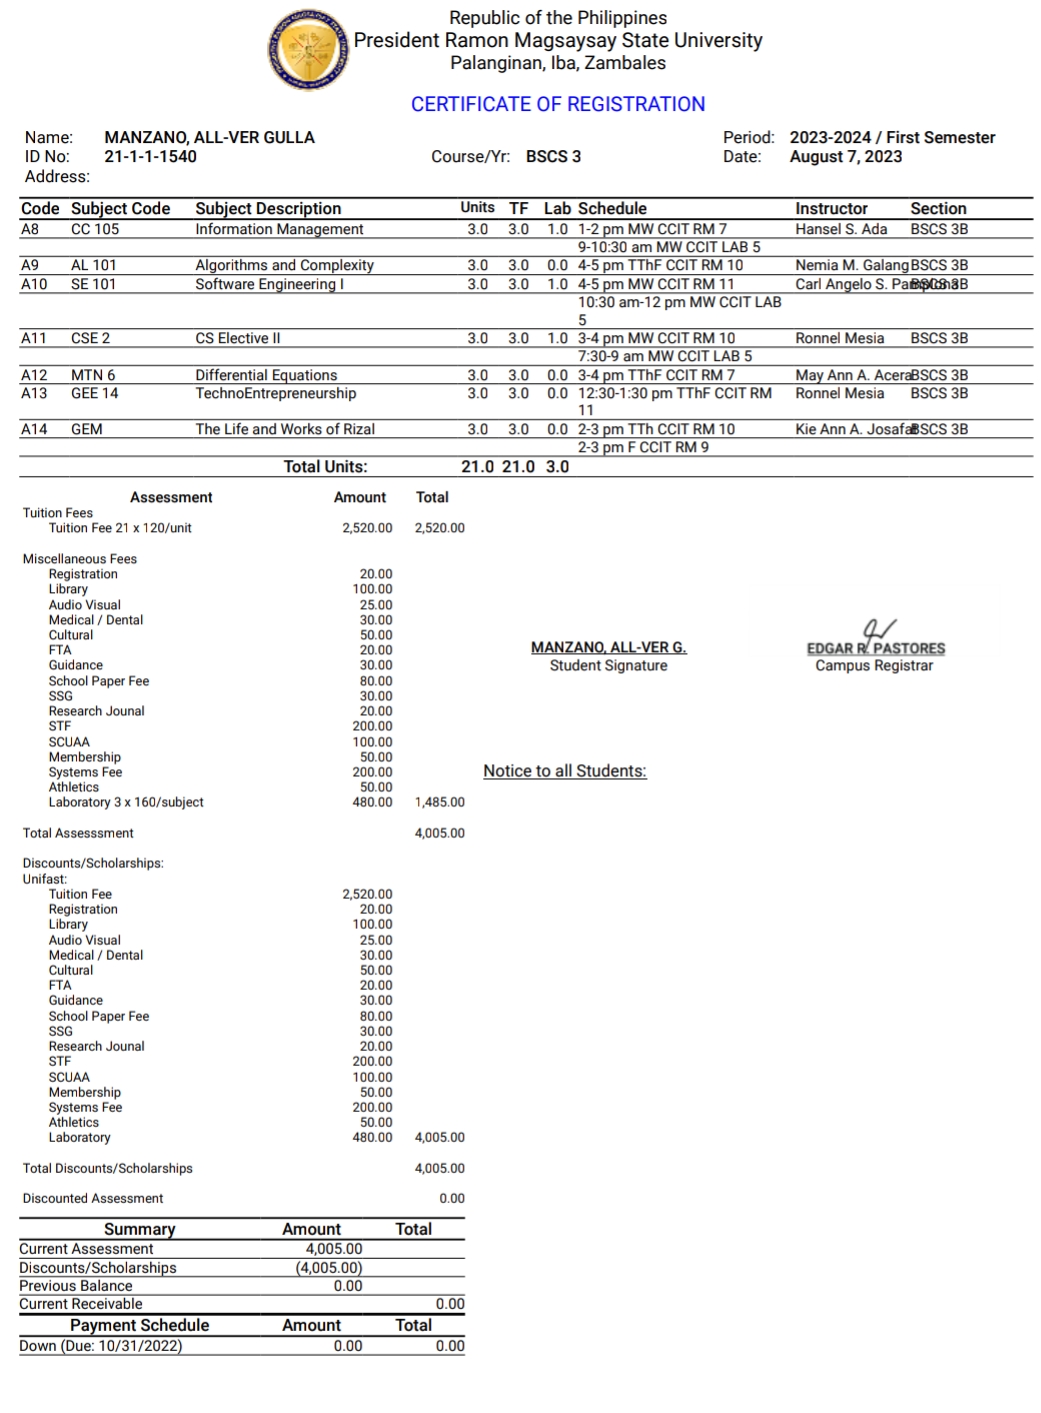 Republic of the Philippines
President Ramon Magsaysay State University
Palanginan, Iba, Zambales
CERTIFICATE OF REGISTRATION
Name: MANZANO, ALL-VER GULLA Period: 2023-2024 / First Semester
ID No: 21-1-1-1540 Course/Yr: BSCS 3 Date: August 7, 2023
Address:
Code Subject Code Subject Description Units TF Lab Schedule Instructor Section
A8 CC 105 Information Management 3.0 3.0 1.0 1-2 pm MW CCIT RM 7 Hansel S. Ada BSCS 3B
9-10:30 am MW CCIT LAB 5
A9 AL 101 Algorithms and Complexity 3.0 3.0 0.0 4-5 pm TThF CCIT RM 10 Nemia M. Galang BSCS 3B
A10 SE 101 Software Engineering I 3.0 3.0 1.0 4-5 pm MW CCIT RM 11 Carl Angelo S. Pamplona BSCS 3B
10:30 am-12 pm MW CCIT LAB
5
A11 CSE 2 CS Elective II 3.0 3.0 1.0 3-4 pm MW CCIT RM 10 Ronnel Mesia BSCS 3B
7:30-9 am MW CCIT LAB 5
A12 MTN 6 Differential Equations 3.0 3.0 0.0 3-4 pm TThF CCIT RM 7 May Ann A. Acera BSCS 3B
A13 GEE 14 TechnoEntrepreneurship 3.0 3.0 0.0 12:30-1:30 pm TThF CCIT RM Ronnel Mesia BSCS 3B
11
A14 GEM The Life and Works of Rizal 3.0 3.0 0.0 2-3 pm TTh CCIT RM 10 Kie Ann A. Josafat BSCS 3B
2-3 pm F CCIT RM 9
Total Units: 21.0 21.0 3.0
Assessment Amount Total
Tuition Fees
Tuition Fee 21 x 120/unit 2,520.00 2,520.00
Miscellaneous Fees
Registration 20.00
Library 100.00
Audio Visual 25.00
Medical / Dental 30.00
Cultural 50.00
FTA 20.00
Guidance 30.00
School Paper Fee 80.00
SSG 30.00
Research Jounal 20.00
STF 200.00
SCUAA 100.00
Membership 50.00
Systems Fee 200.00
Athletics 50.00
Laboratory 3 x 160/subject 480.00 1,485.00
Total Assesssment 4,005.00
Discounts/Scholarships:
Unifast:
Tuition Fee 2,520.00
Registration 20.00
Library 100.00
Audio Visual 25.00
Medical / Dental 30.00
Cultural 50.00
FTA 20.00
Guidance 30.00
School Paper Fee 80.00
SSG 30.00
Research Jounal 20.00
STF 200.00
SCUAA 100.00
Membership 50.00
Systems Fee 200.00
Athletics 50.00
Laboratory 480.00 4,005.00
Total Discounts/Scholarships 4,005.00
Discounted Assessment 0.00
Summary Amount Total
Current Assessment 4,005.00
Discounts/Scholarships (4,005.00)
Previous Balance 0.00
Current Receivable 0.00
Payment Schedule Amount Total
Down (Due: 10/31/2022) 0.00 0.00
MANZANO, ALL-VER G.
Student Signature
EDGAR R. PASTORES
Campus Registrar
Notice to all Students: